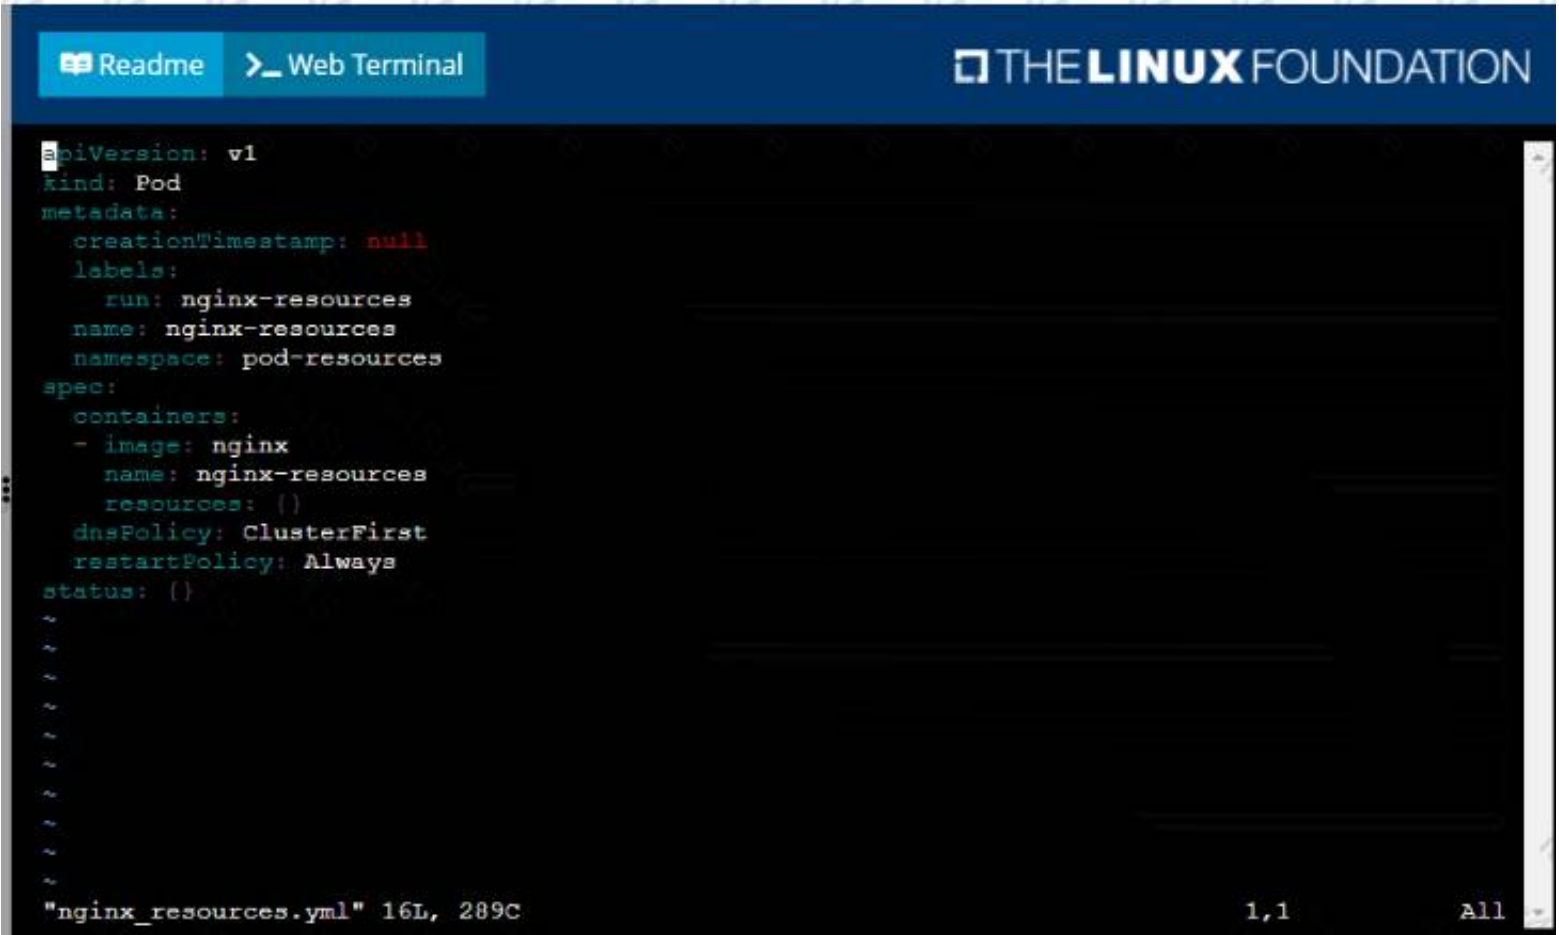 Readme >_ Web Terminal THE LINUX FOUNDATION
apiVersion: v1
kind: Pod
metadata:
  creationTimestamp: null
  labels:
    run: nginx-resources
  name: nginx-resources
  namespace: pod-resources
spec:
  containers:
  - image: nginx
    name: nginx-resources
    resources: {}
  dnsPolicy: ClusterFirst
  restartPolicy: Always
status: {}
~
~
~
~
~
~
~
~
~
~
"nginx_resources.yml" 16L, 289C 1,1 All